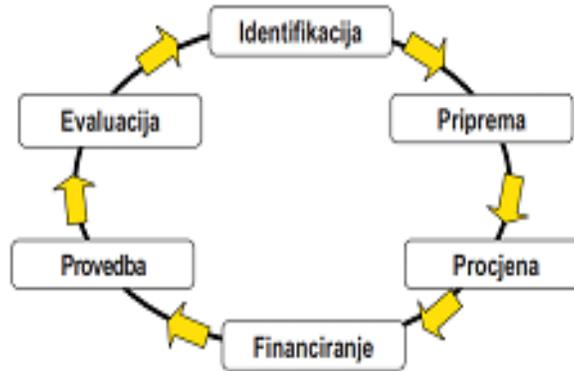 Identifikacija
Priprema
Procjena
Financiranje
Provedba
Evaluacija